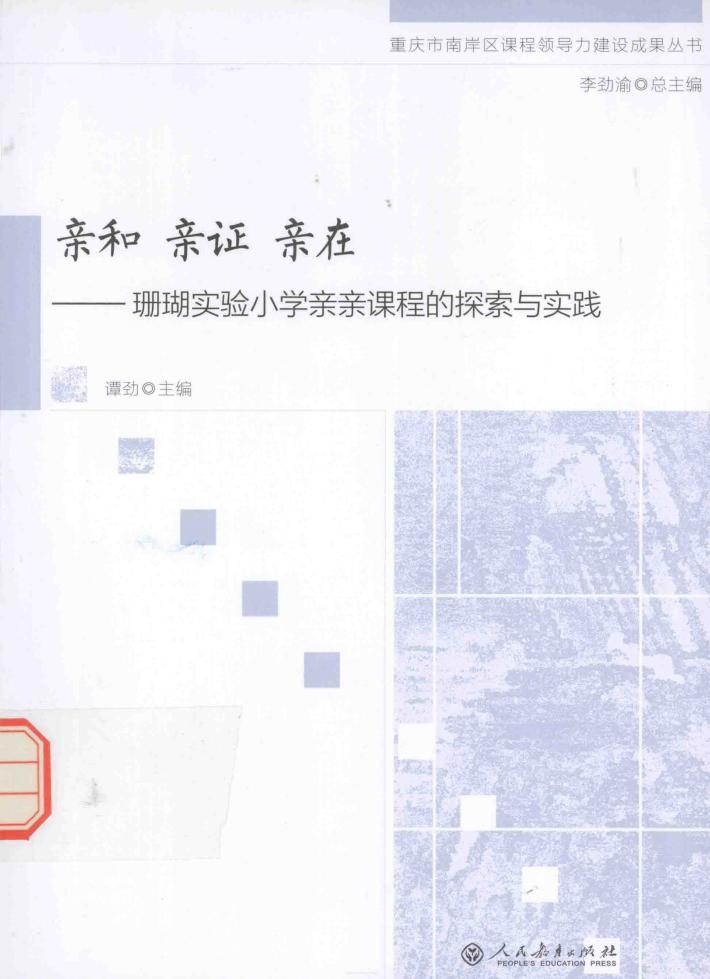 重庆市南岸区课程领导力建设成果丛书
李劲渝◎总主编
亲和 亲证 亲在
——珊瑚实验小学亲亲课程的探索与实践
谭劲◎主编
人民教育出版社
PEOPLE'S EDUCATION PRESS